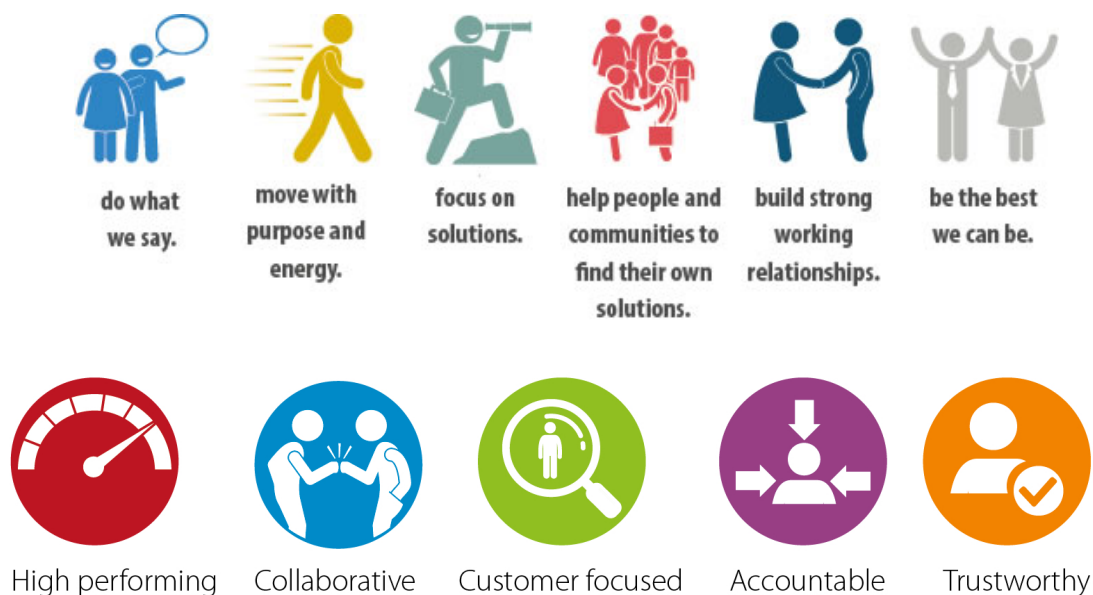 do what
we say.
move with
purpose and
energy.
focus on
solutions.
help people and
communities to
find their own
solutions.
build strong
working
relationships.
be the best
we can be.
High performing
Collaborative
Customer focused
Accountable
Trustworthy